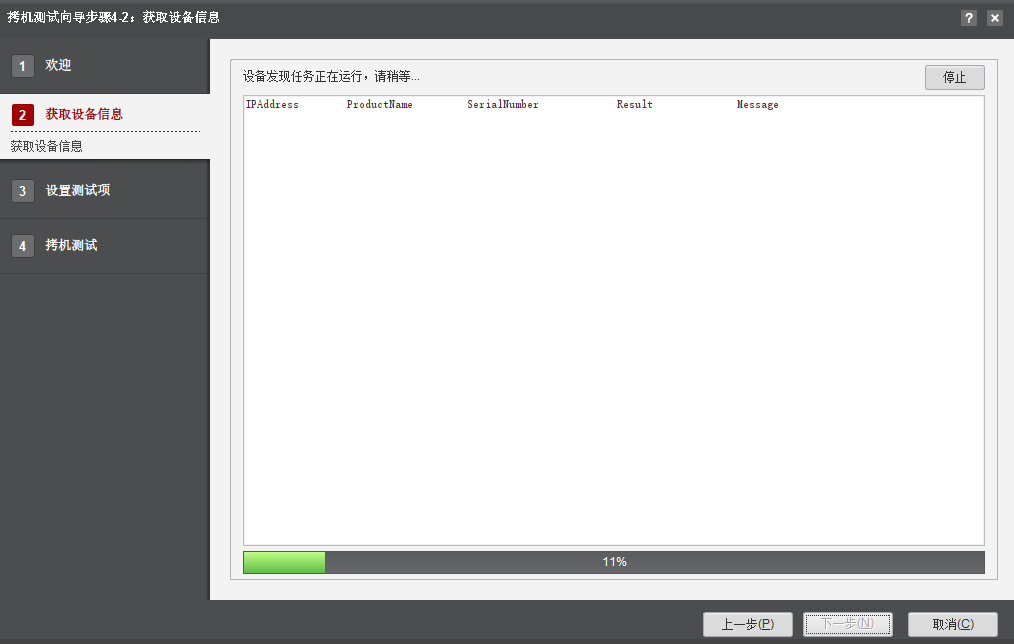 拷机测试向导步骤4-2：获取设备信息
? ×
1 欢迎
2 获取设备信息
获取设备信息
3 设置测试项
4 拷机测试
设备发现任务正在运行，请稍等...
停止
IPAddress ProductName SerialNumber Result Message
11%
上一步(P) 下一步(N) 取消(C)